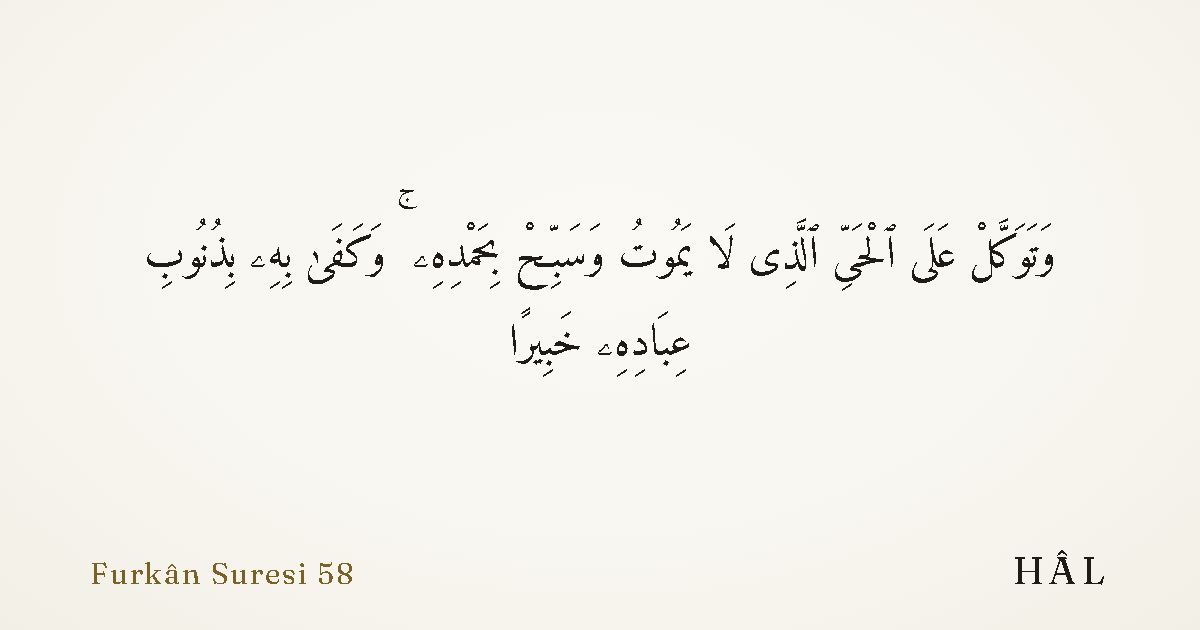 وَتَوَكَّلْ عَلَى ٱلْحَىِّ ٱلَّذِى لَا يَمُوتُ وَسَبِّحْ بِحَمْدِهِۦ ۚ وَكَفَىٰ بِهِۦ بِذُنُوبِ
عِبَادِهِۦ خَبِيرًا
Furkân Suresi 58
HÂL